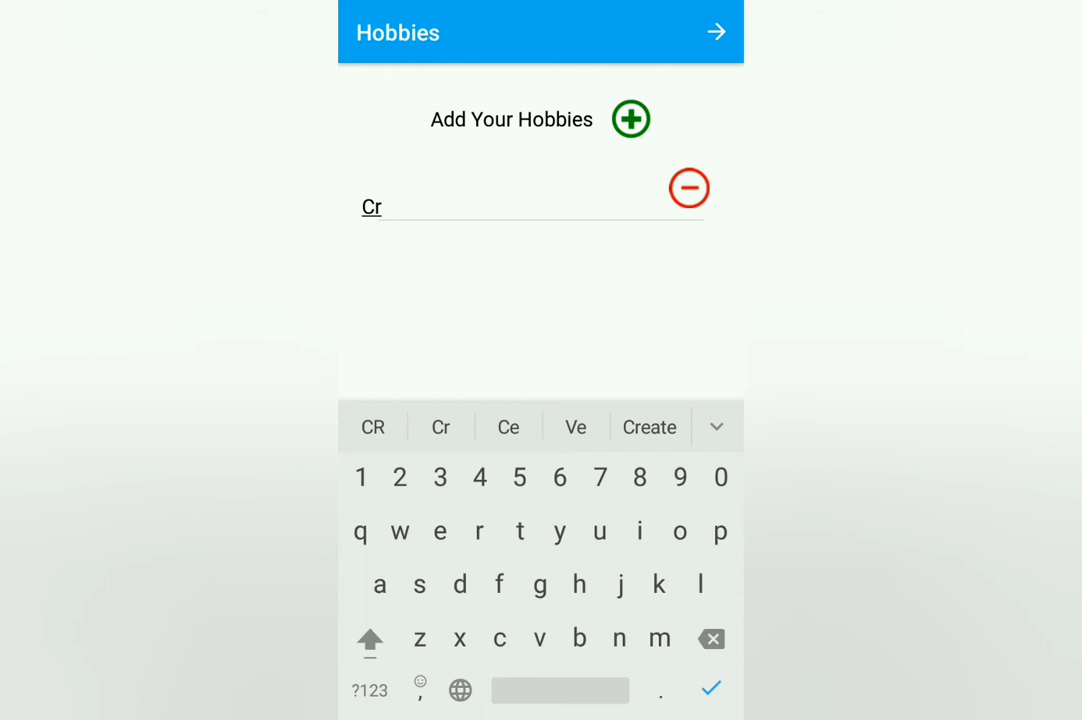 Hobbies
Add Your Hobbies
Cr
CR Cr Ce Ve Create
1 2 3 4 5 6 7 8 9 0
q w e r t y u i o p
a s d f g h j k l
z x c v b n m
?123 , .